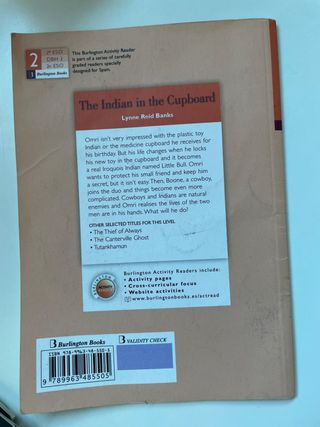 2
2º ESO
DBH 2
2n ESO
B Burlington Books
This Burlington Activity Reader
is part of a series of carefully
graded readers specially
designed for Spain.
The Indian in the Cupboard
Lynne Reid Banks
Omri isn't very impressed with the plastic toy
Indian or the medicine cupboard he receives for
his birthday. But his life changes when he locks
his new toy in the cupboard and it becomes
a real Iroquois Indian named Little Bull. Omri
wants to protect his small friend and keep him
a secret, but it isn't easy. Then, Boone, a cowboy,
joins the duo and things become even more
complicated. Cowboys and Indians are natural
enemies and Omri realises the lives of the two
men are in his hands. What will he do?
OTHER SELECTED TITLES FOR THIS LEVEL
• The Thief of Always
• The Canterville Ghost
• Tutankhamun
BURLINGTON
ACTIVITY
Burlington Activity Readers include:
• Activity pages
• Cross-curricular focus
• Website activities
www.burlingtonbooks.es/actread
B Burlington Books
B VALIDITY CHECK
ISBN 978-9963-48-550-5
9 789963 485505